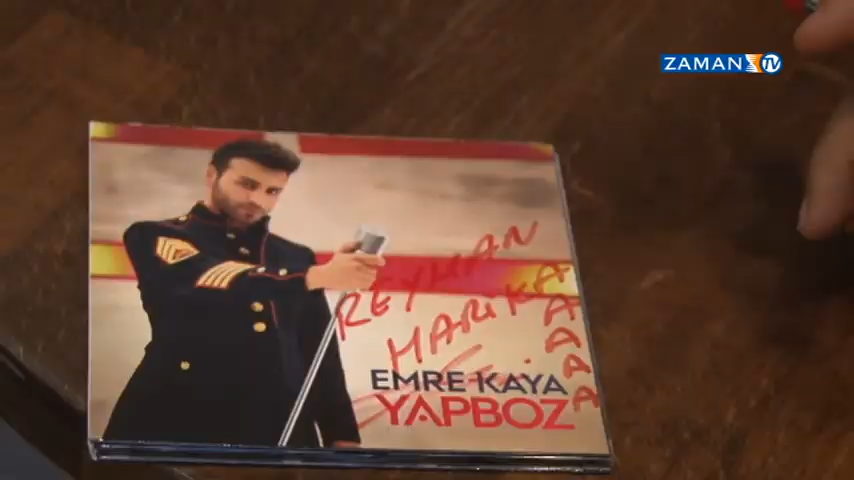 ZAMAN TV
REYHAN
HARİKA
A
A
A
A
EMRE KAYA
YAPBOZ